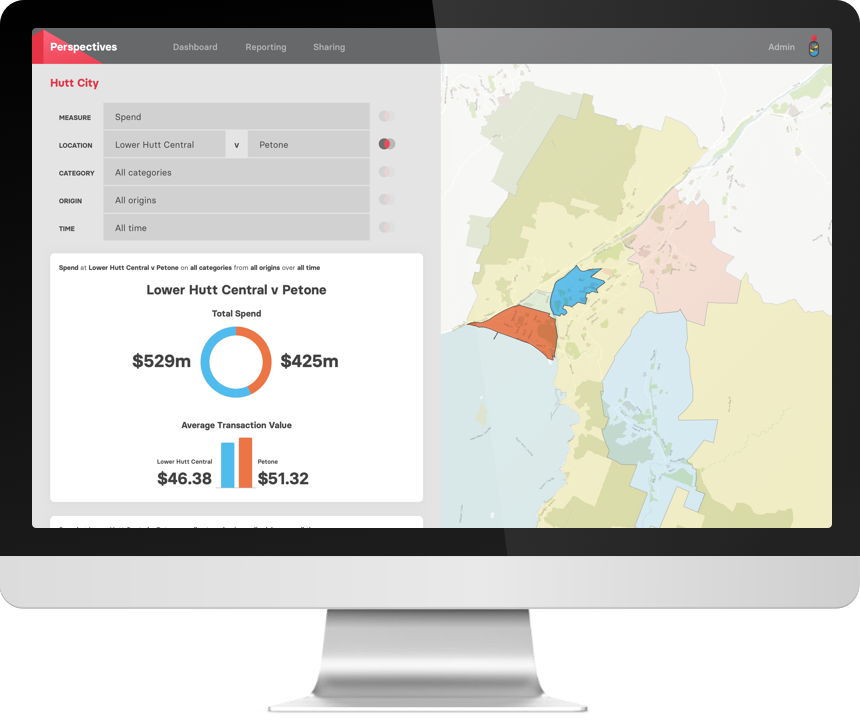 Perspectives Dashboard Reporting Sharing Admin
Hutt City
MEASURE Spend
LOCATION Lower Hutt Central v Petone
CATEGORY All categories
ORIGIN All origins
TIME All time
Spend at Lower Hutt Central v Petone on all categories from all origins over all time
Lower Hutt Central v Petone
Total Spend
$529m $425m
Average Transaction Value
Lower Hutt Central Petone
$46.38 $51.32